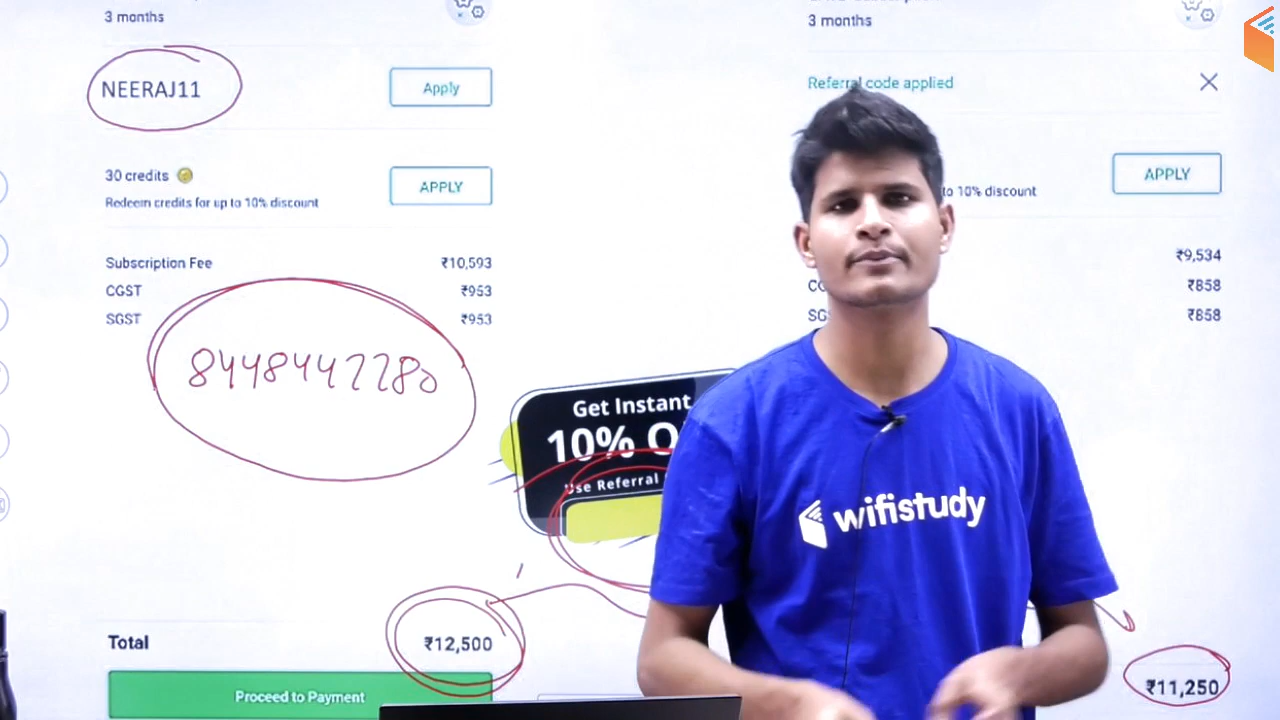 3 months
NEERAJ11
Apply
30 credits
Redeem credits for up to 10% discount
APPLY
Subscription Fee ₹10,593
CGST ₹953
SGST ₹953
8448447780
Total ₹12,500
Proceed to Payment
Get Instant
10%
Use Referral
3 months
Referral code applied
to 10% discount
APPLY
₹9,534
₹858
₹858
₹11,250
wifistudy